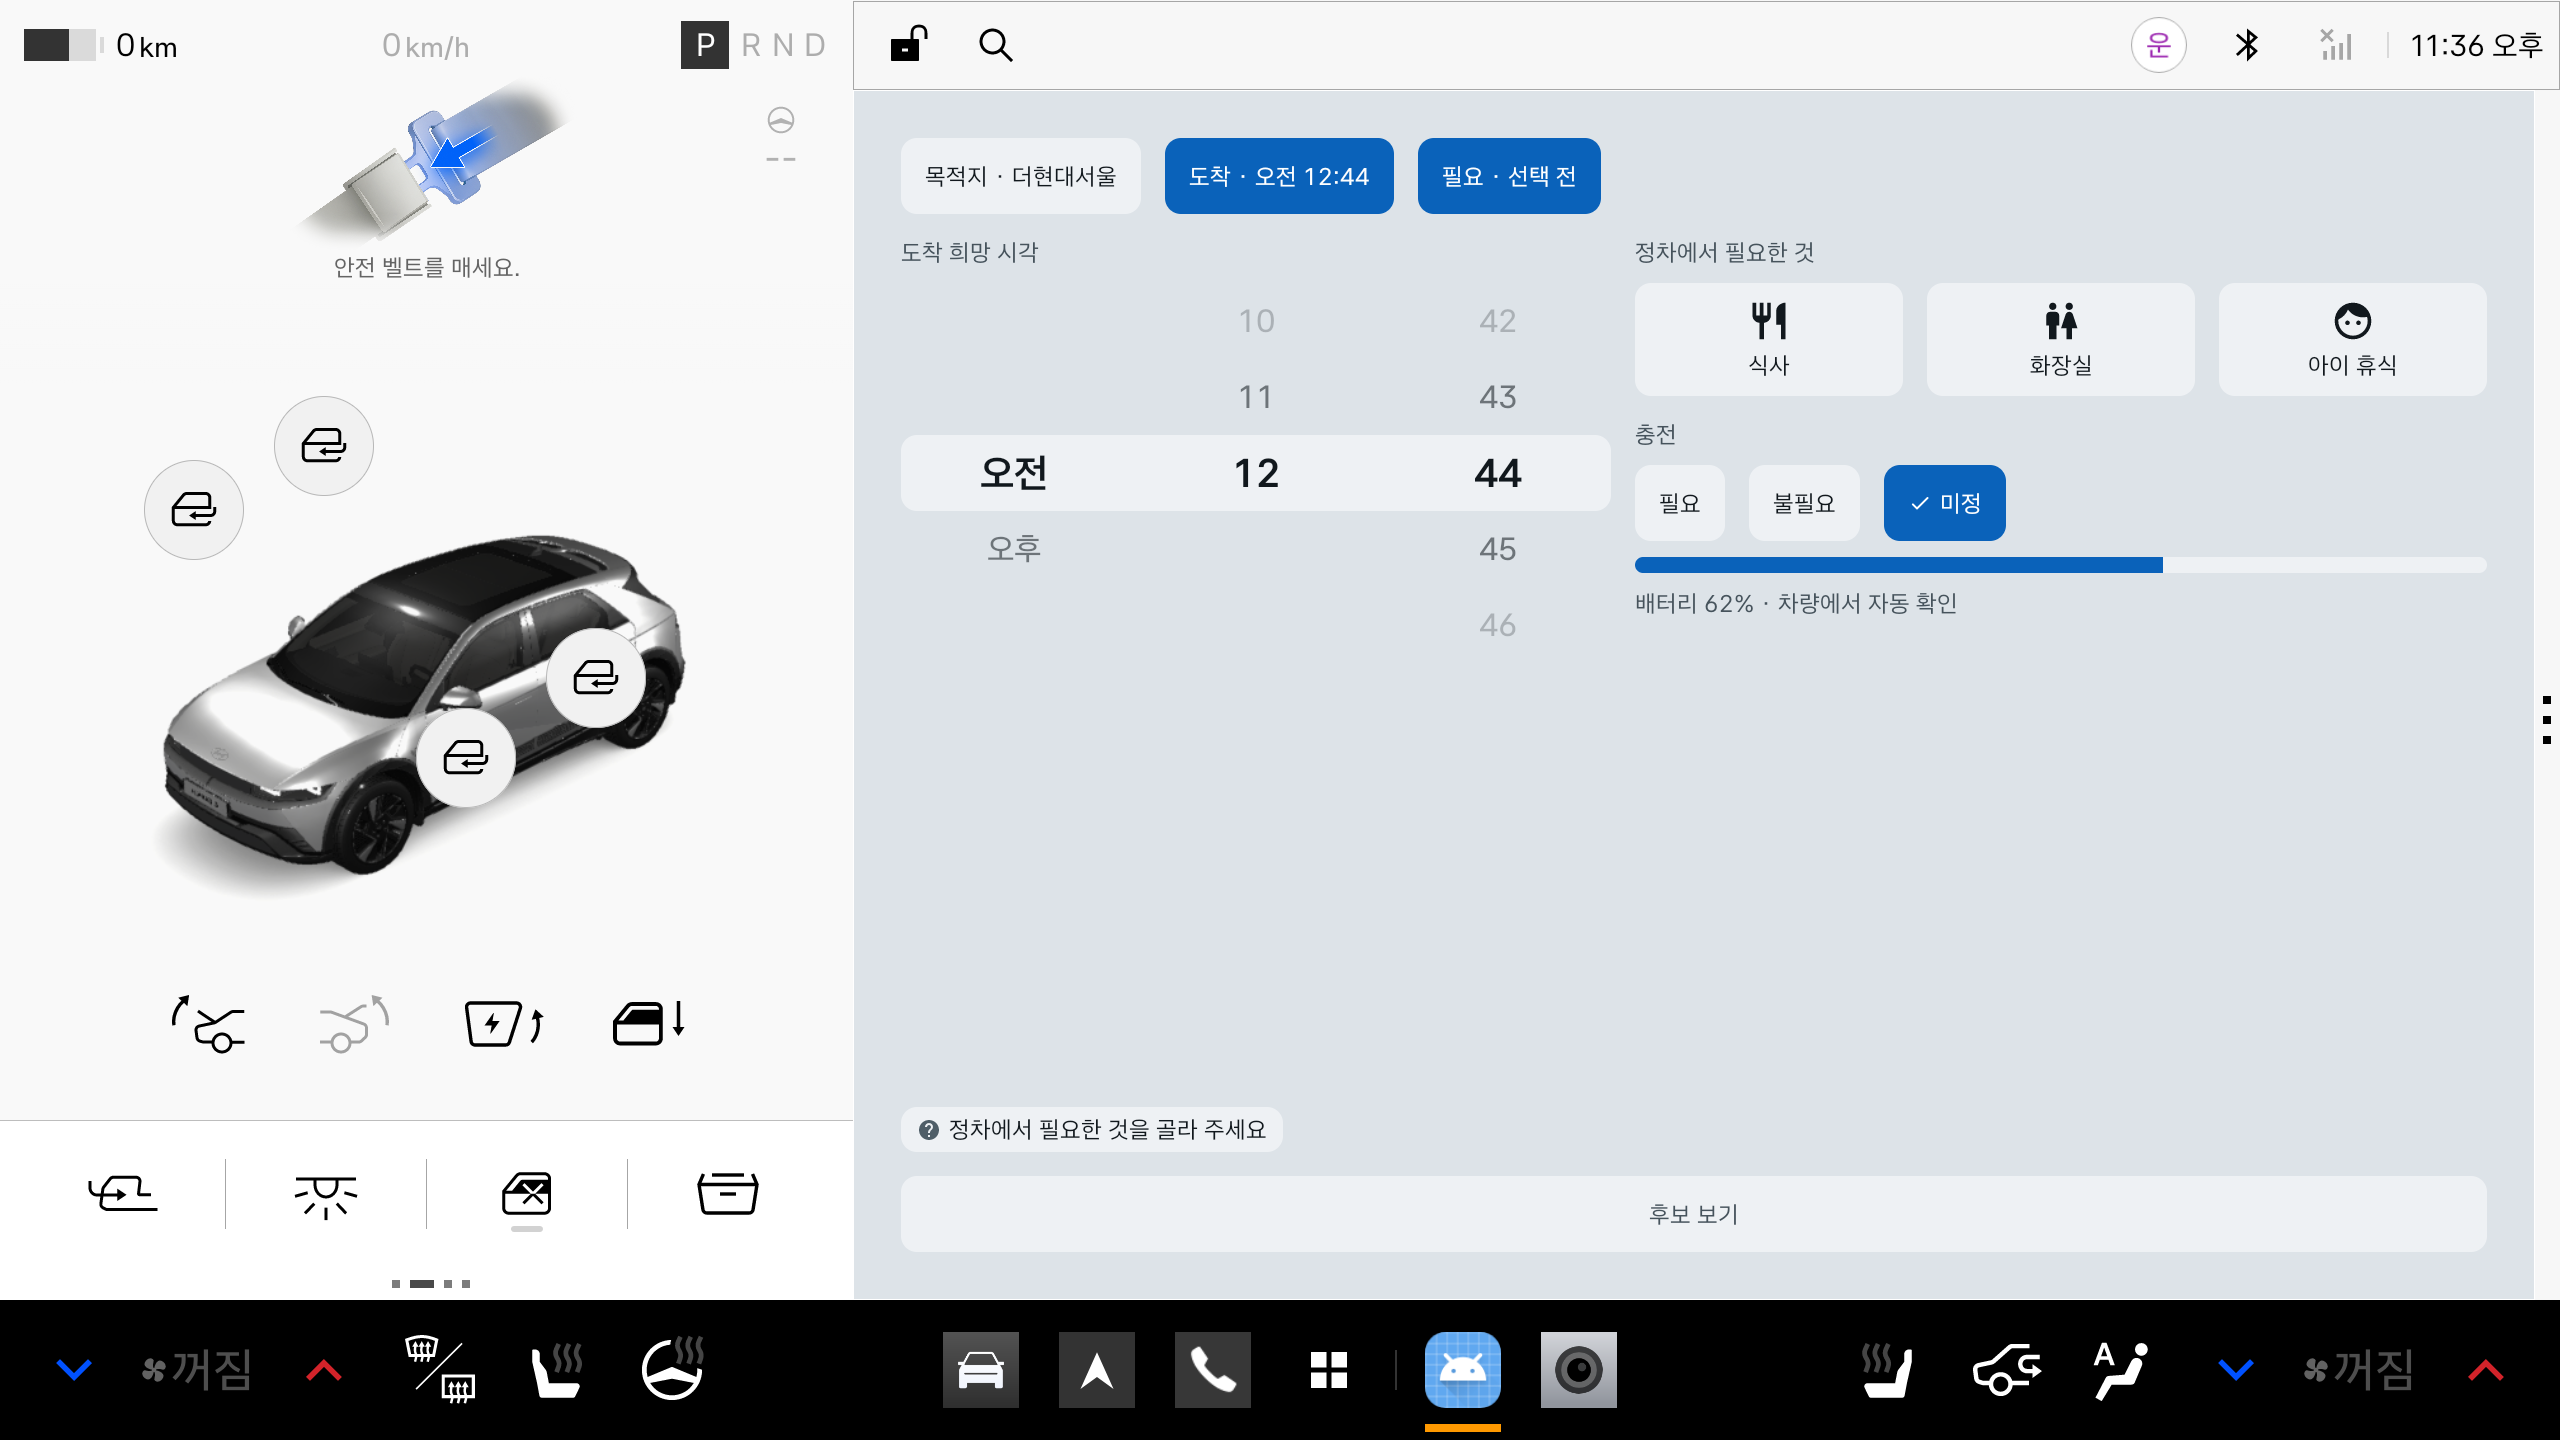 0 km
0 km/h
P R N D
운
11:36 오후
--
안전 벨트를 매세요.
목적지 · 더현대서울
도착 · 오전 12:44
필요 · 선택 전
도착 희망 시각
10 42
11 43
오전 12 44
오후 45
46
정차에서 필요한 것
식사
화장실
아이 휴식
충전
필요
불필요
미정
배터리 62% · 차량에서 자동 확인
정차에서 필요한 것을 골라 주세요
후보 보기
꺼짐
A
꺼짐